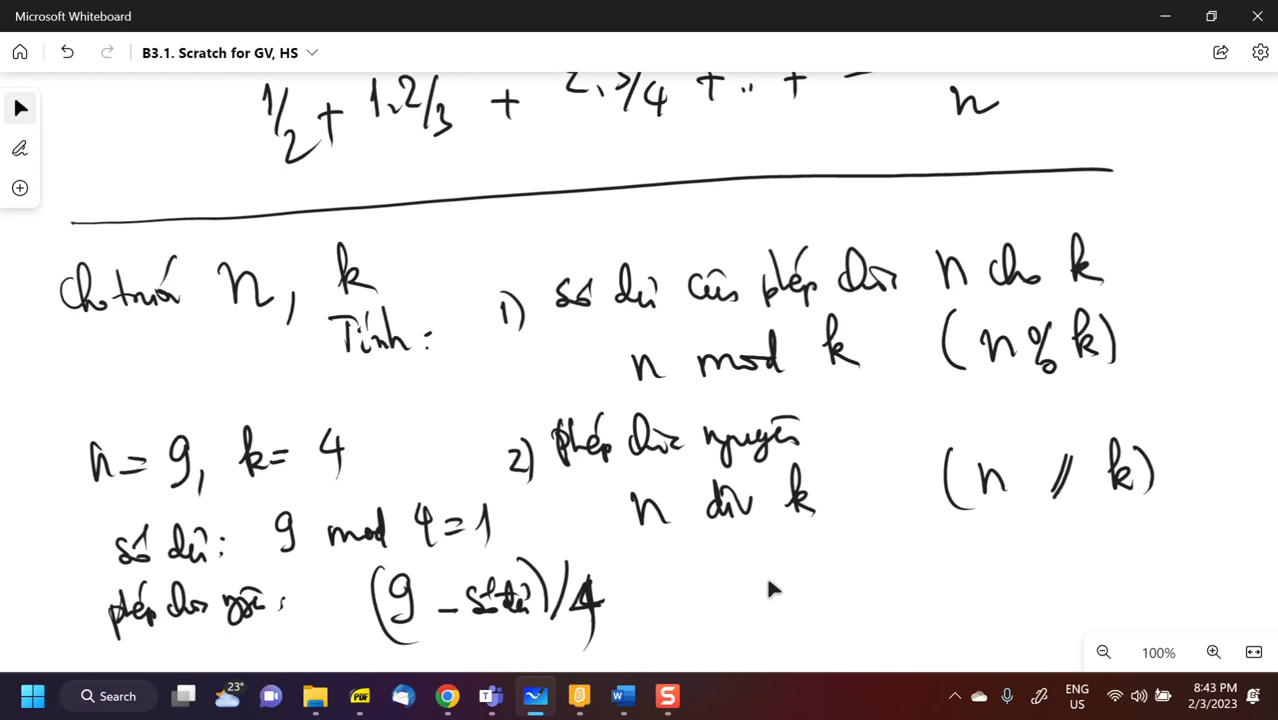 Microsoft Whiteboard
B3.1. Scratch for GV, HS
1/2 + 1.2/3 + 2.3/4 + .. + n
Cho trước n, k
Tính:
1) số dư của phép chia n cho k
n mod k (n % k)
n = 9, k = 4
2) phép chia nguyên
n div k (n // k)
số dư: 9 mod 4 = 1
phép chia nguyên: (9 - số dư)/4
100%
Search
23°
ENG
US
8:43 PM
2/3/2023